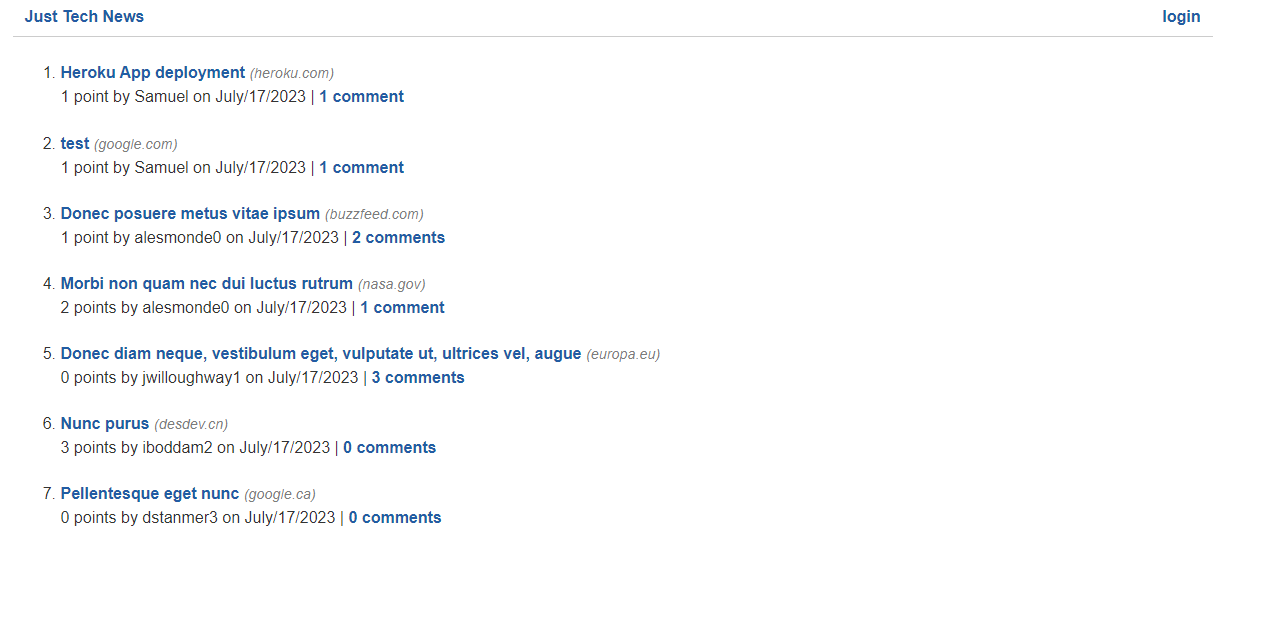 Just Tech News
login
1. Heroku App deployment (heroku.com)
1 point by Samuel on July/17/2023 | 1 comment
2. test (google.com)
1 point by Samuel on July/17/2023 | 1 comment
3. Donec posuere metus vitae ipsum (buzzfeed.com)
1 point by alesmonde0 on July/17/2023 | 2 comments
4. Morbi non quam nec dui luctus rutrum (nasa.gov)
2 points by alesmonde0 on July/17/2023 | 1 comment
5. Donec diam neque, vestibulum eget, vulputate ut, ultrices vel, augue (europa.eu)
0 points by jwilloughway1 on July/17/2023 | 3 comments
6. Nunc purus (desdev.cn)
3 points by iboddam2 on July/17/2023 | 0 comments
7. Pellentesque eget nunc (google.ca)
0 points by dstanmer3 on July/17/2023 | 0 comments